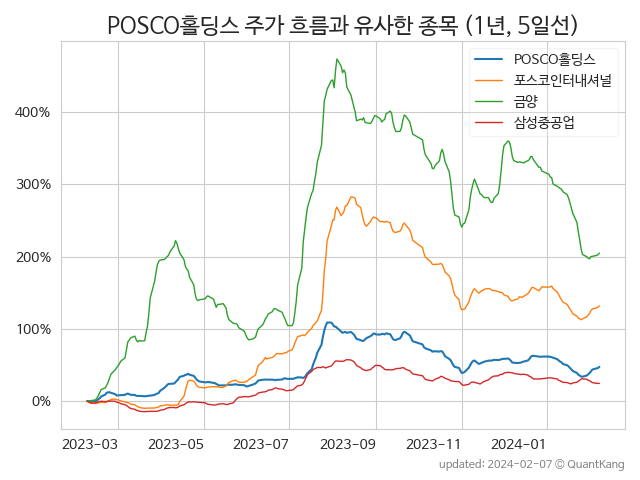 POSCO홀딩스 주가 흐름과 유사한 종목 (1년, 5일선)
POSCO홀딩스
포스코인터내셔널
금양
삼성중공업
400%
300%
200%
100%
0%
2023-03 2023-05 2023-07 2023-09 2023-11 2024-01
updated: 2024-02-07 © QuantKang